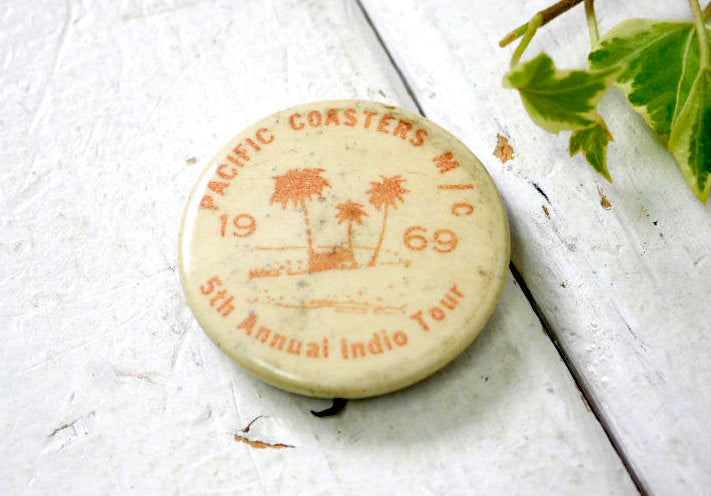 PACIFIC COASTERS M/C
19 69
5th Annual Indio Tour